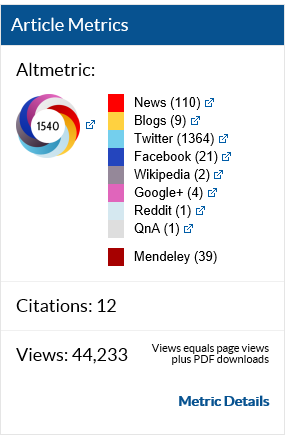 Article Metrics
Altmetric:
1540
News (110)
Blogs (9)
Twitter (1364)
Facebook (21)
Wikipedia (2)
Google+ (4)
Reddit (1)
QnA (1)
Mendeley (39)
Citations: 12
Views: 44,233
Views equals page views
plus PDF downloads
Metric Details